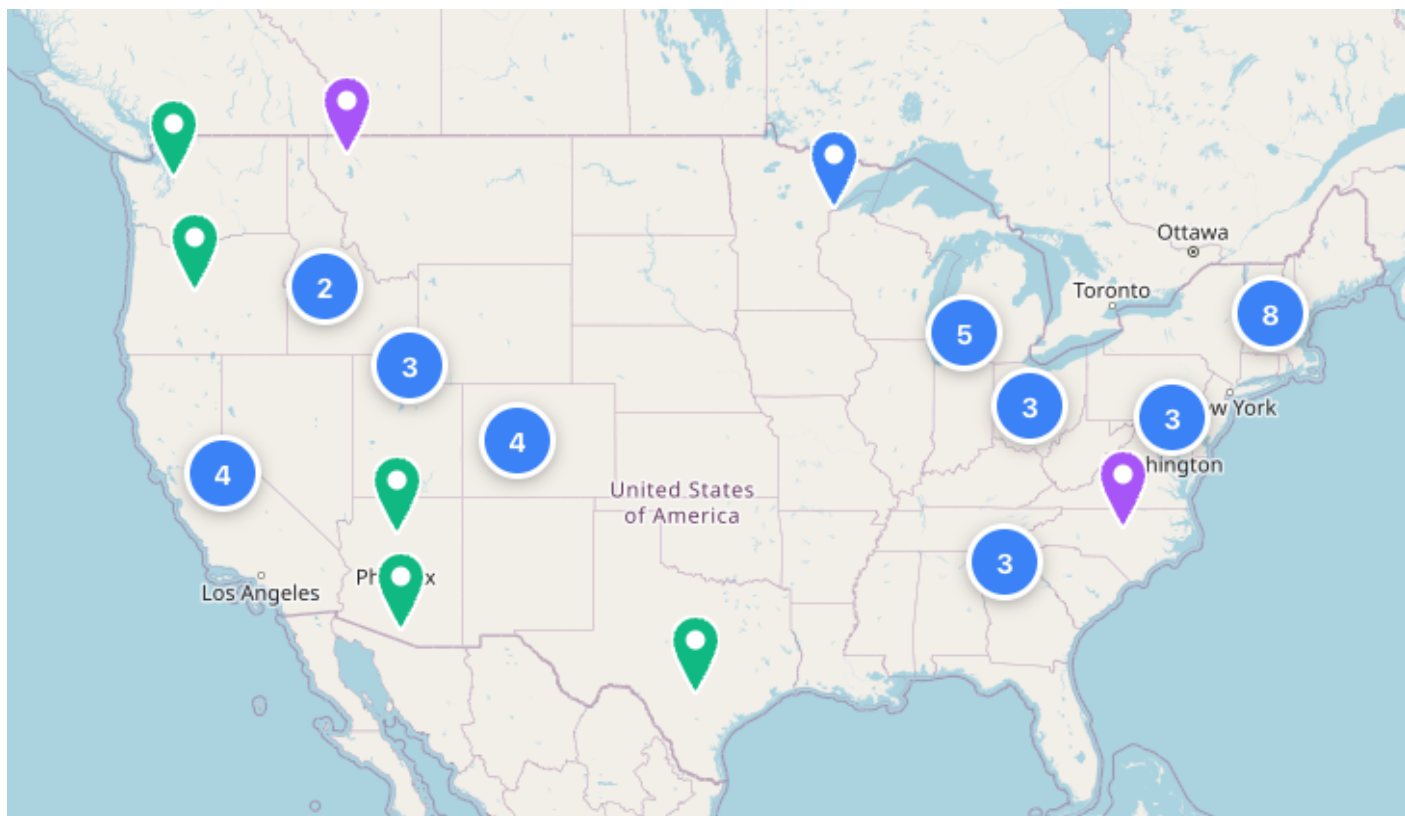 Ottawa
Toronto
2
8
5
3
3
3
w York
4
4
hington
United States
of America
3
Ph
x
Los Angeles